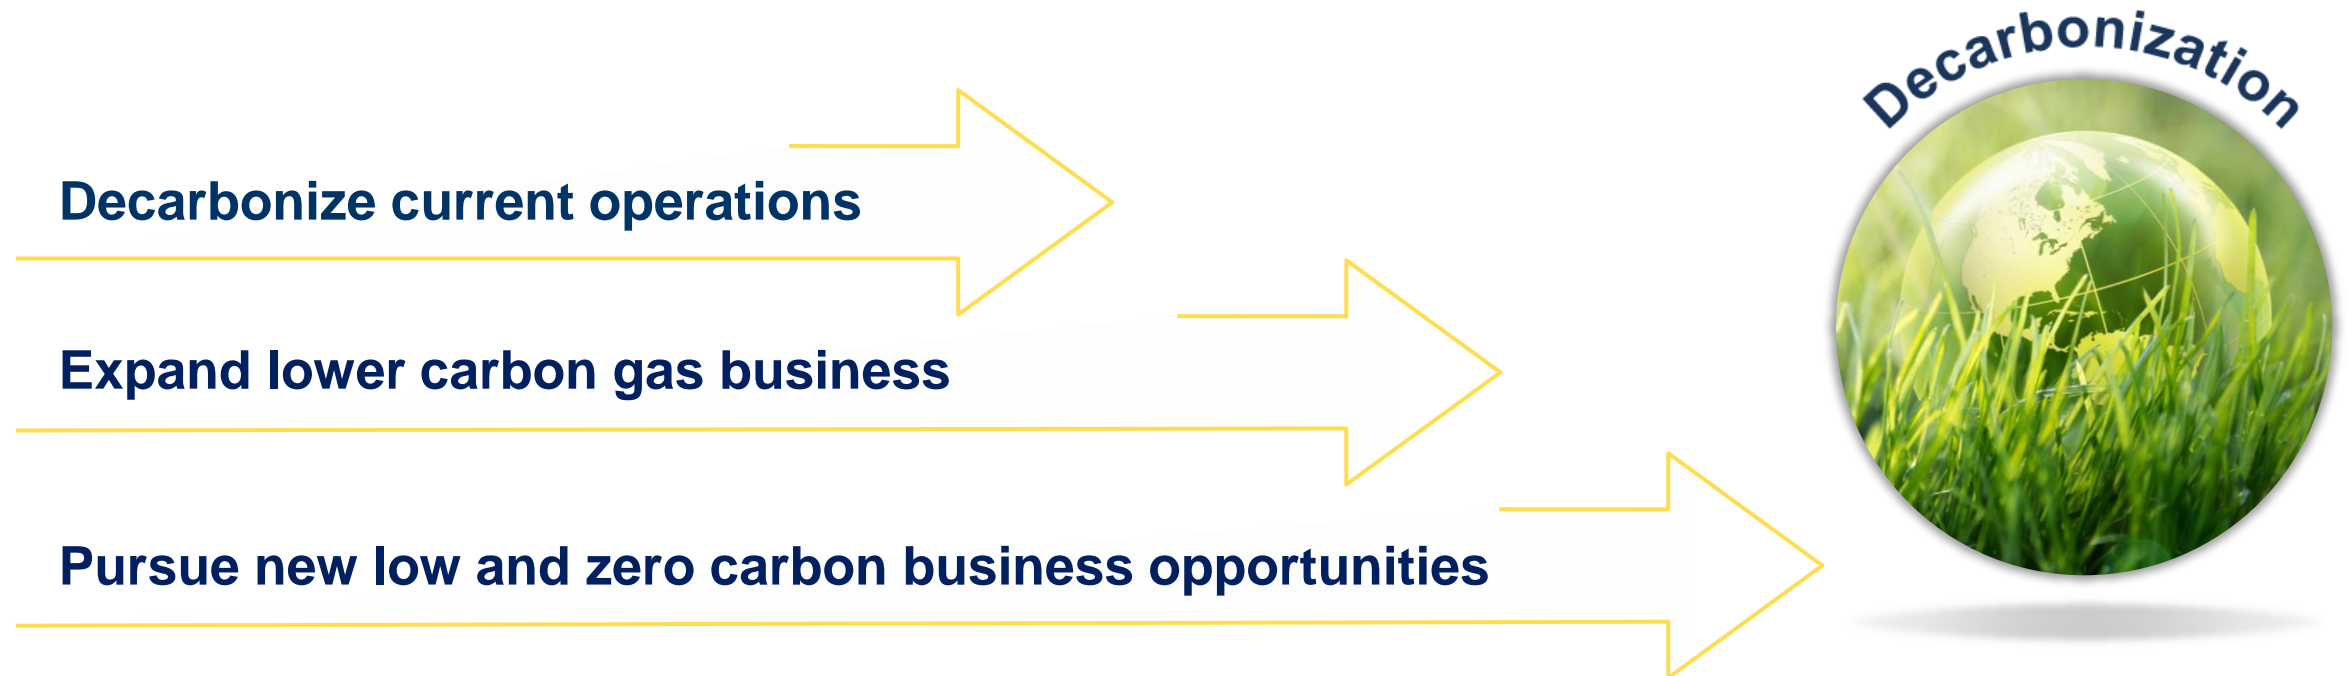 Decarbonization
Decarbonize current operations
Expand lower carbon gas business
Pursue new low and zero carbon business opportunities